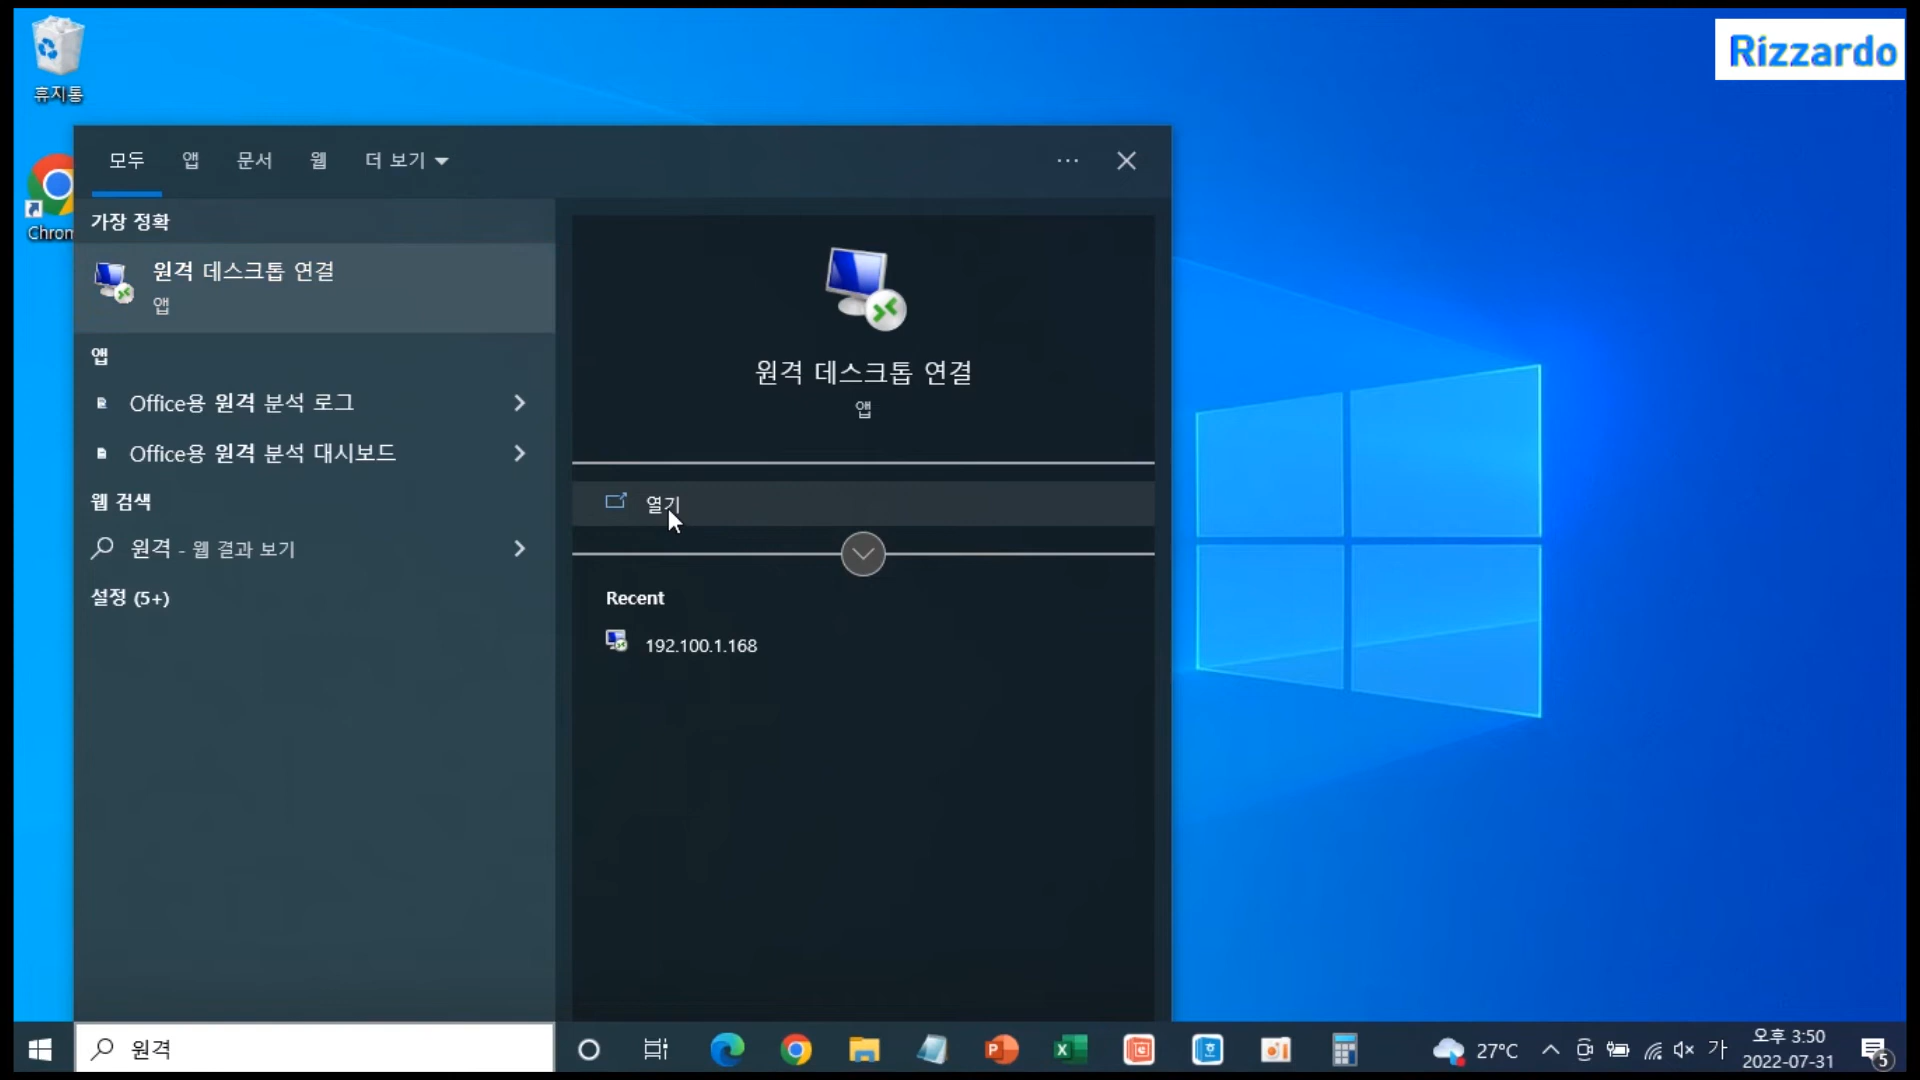 휴지통
Rizzardo
Chrom
모두 앱 문서 웹 더 보기
가장 정확
원격 데스크톱 연결
앱
앱
Office용 원격 분석 로그
Office용 원격 분석 대시보드
웹 검색
원격 - 웹 결과 보기
설정 (5+)
원격 데스크톱 연결
앱
열기
Recent
192.100.1.168
원격
27°C
가
오후 3:50
2022-07-31
5